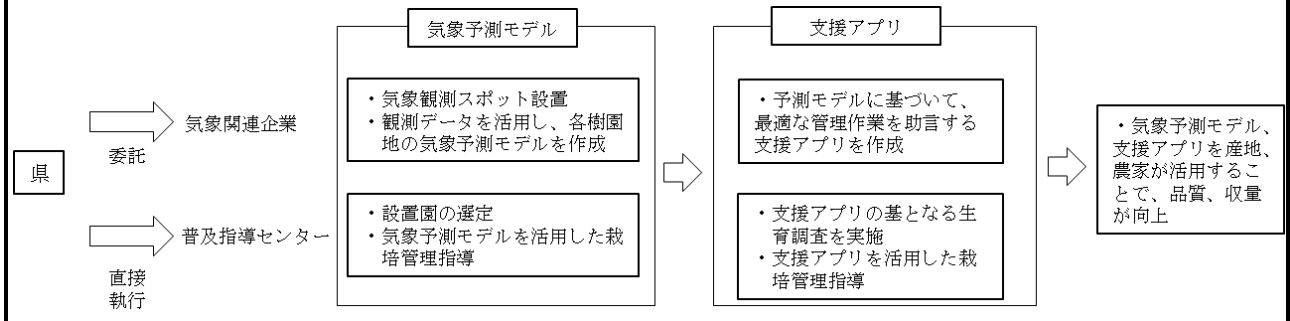 気象予測モデル
支援アプリ
県
委託
気象関連企業
・気象観測スポット設置
・観測データを活用し、各樹園
地の気象予測モデルを作成
・予測モデルに基づいて、
最適な管理作業を助言する
支援アプリを作成
直接
執行
普及指導センター
・設置園の選定
・気象予測モデルを活用した栽
培管理指導
・支援アプリの基となる生
育調査を実施
・支援アプリを活用した栽
培管理指導
・気象予測モデル、
支援アプリを産地、
農家が活用するこ
とで、品質、収量
が向上